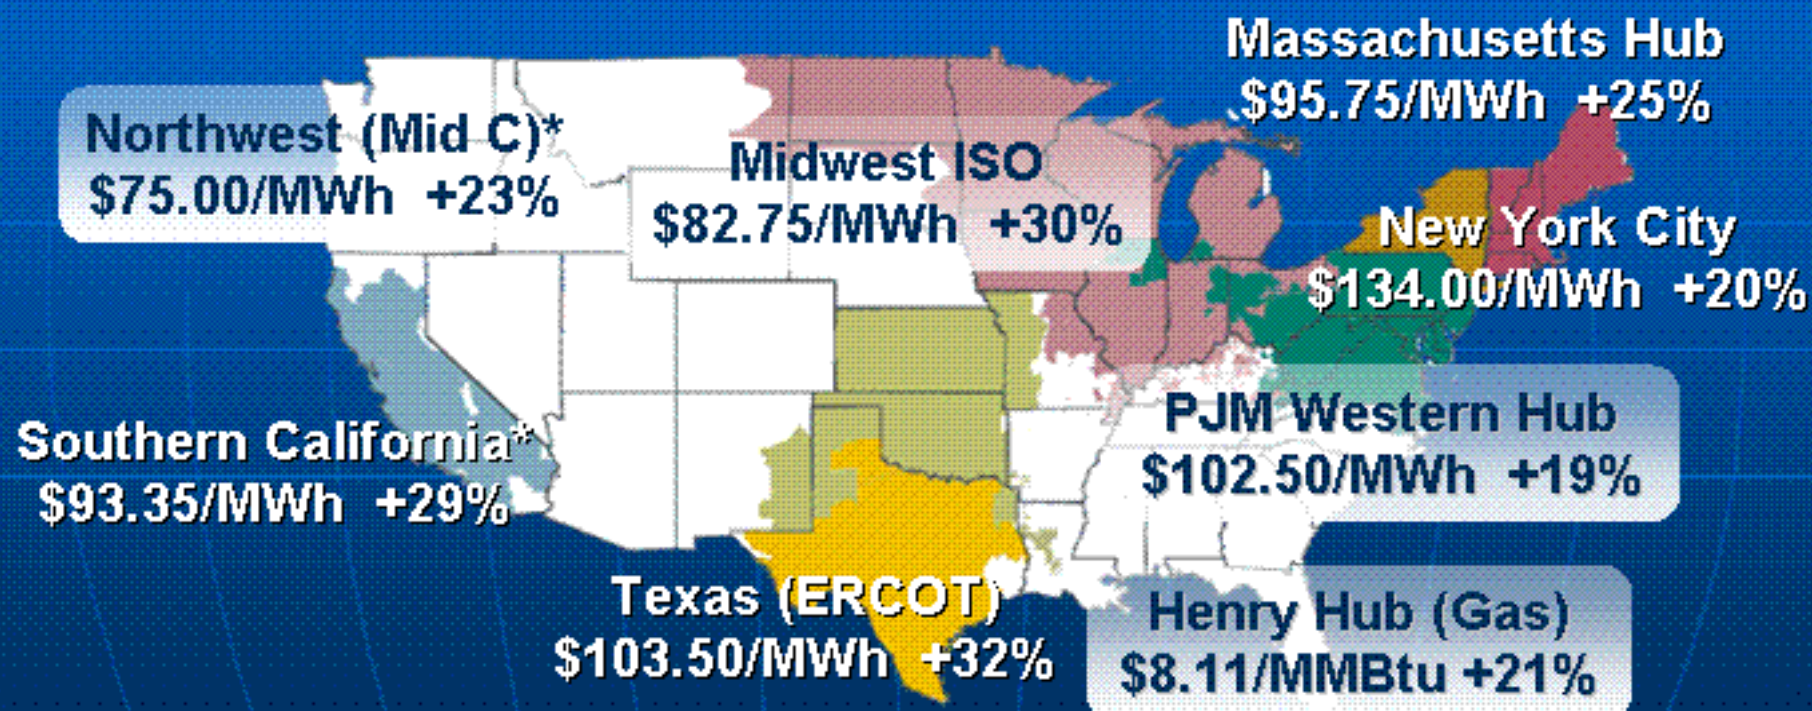 Massachusetts Hub
$95.75/MWh +25%
Northwest (Mid C)*
$75.00/MWh +23%
Midwest ISO
$82.75/MWh +30%
New York City
$134.00/MWh +20%
Southern California*
$93.35/MWh +29%
PJM Western Hub
$102.50/MWh +19%
Texas (ERCOT)
$103.50/MWh +32%
Henry Hub (Gas)
$8.11/MMBtu +21%